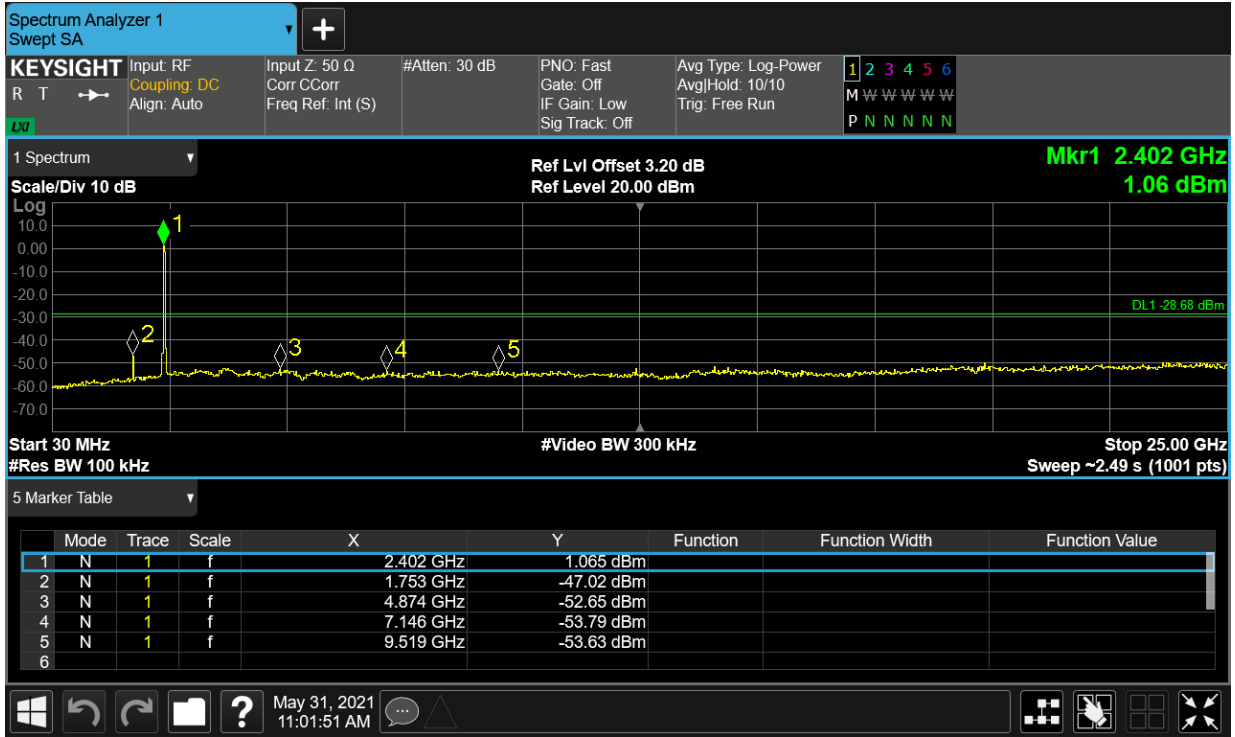 Spectrum Analyzer 1
Swept SA
KEYSIGHT
R T
LXI
Input: RF
Coupling: DC
Align: Auto
Input Z: 50 Ω
Corr CCorr
Freq Ref: Int (S)
#Atten: 30 dB
PNO: Fast
Gate: Off
IF Gain: Low
Sig Track: Off
Avg Type: Log-Power
Avg|Hold: 10/10
Trig: Free Run
1 2 3 4 5 6
M W W W W W
P N N N N N
1 Spectrum
Scale/Div 10 dB
Ref Lvl Offset 3.20 dB
Ref Level 20.00 dBm
Mkr1 2.402 GHz
1.06 dBm
Log
10.0
0.00
-10.0
-20.0
-30.0
-40.0
-50.0
-60.0
-70.0
1
2
3
4
5
DL1 -28.68 dBm
Start 30 MHz
#Res BW 100 kHz
#Video BW 300 kHz
Stop 25.00 GHz
Sweep ~2.49 s (1001 pts)
5 Marker Table
Mode Trace Scale X Y Function Function Width Function Value
1 N 1 f 2.402 GHz 1.065 dBm
2 N 1 f 1.753 GHz -47.02 dBm
3 N 1 f 4.874 GHz -52.65 dBm
4 N 1 f 7.146 GHz -53.79 dBm
5 N 1 f 9.519 GHz -53.63 dBm
6
?
May 31, 2021
11:01:51 AM